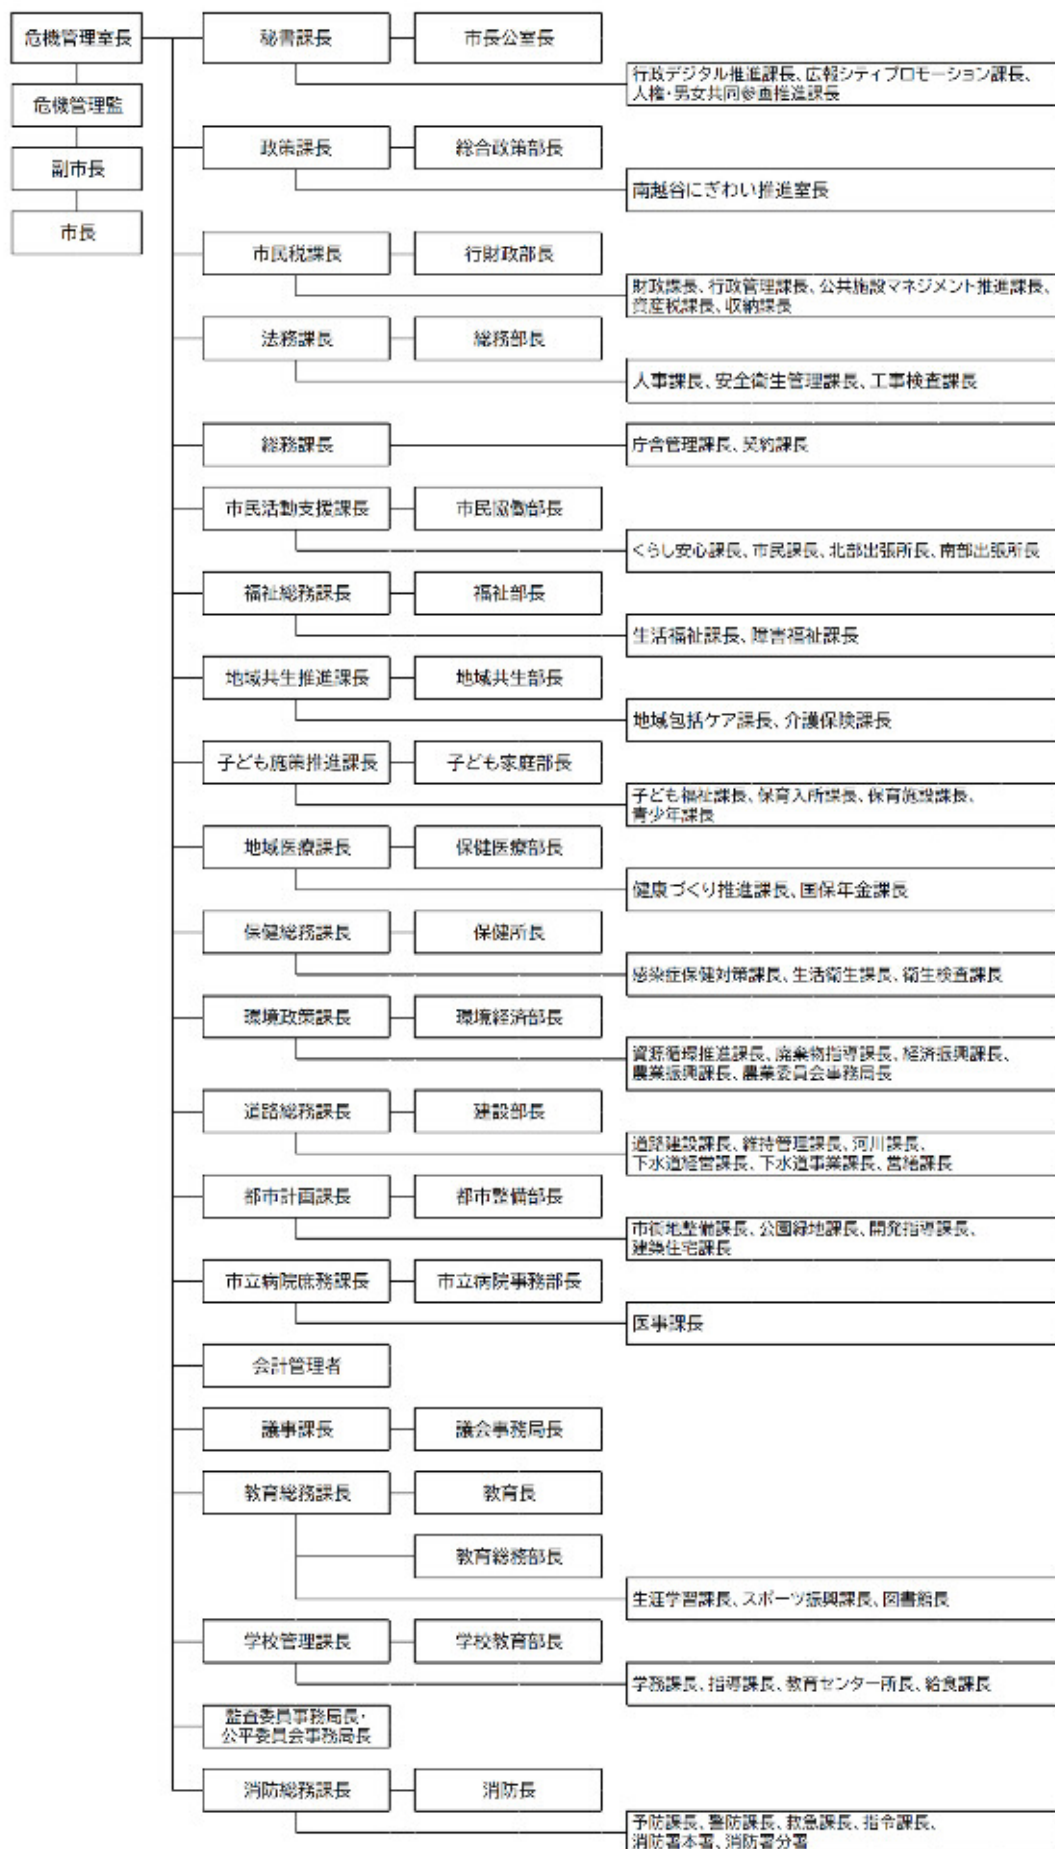 危機管理室長
危機管理監
副市長
市長
秘書課長
市長公室長
行政デジタル推進課長、広報シティプロモーション課長、
人権・男女共同参画推進課長
政策課長
総合政策部長
南越谷にぎわい推進室長
市民税課長
行財政部長
財政課長、行政管理課長、公共施設マネジメント推進課長、
資産税課長、収納課長
法務課長
総務部長
人事課長、安全衛生管理課長、工事検査課長
総務課長
庁舎管理課長、契約課長
市民活動支援課長
市民協働部長
くらし安心課長、市民課長、北部出張所長、南部出張所長
福祉総務課長
福祉部長
生活福祉課長、障害福祉課長
地域共生推進課長
地域共生部長
地域包括ケア課長、介護保険課長
子ども施策推進課長
子ども家庭部長
子ども福祉課長、保育入所課長、保育施設課長、
青少年課長
地域医療課長
保健医療部長
健康づくり推進課長、国保年金課長
保健総務課長
保健所長
感染症保健対策課長、生活衛生課長、衛生検査課長
環境政策課長
環境経済部長
資源循環推進課長、廃棄物指導課長、経済振興課長、
農業振興課長、農業委員会事務局長
道路総務課長
建設部長
道路建設課長、維持管理課長、河川課長、
下水道経営課長、下水道事業課長、営繕課長
都市計画課長
都市整備部長
市街地整備課長、公園緑地課長、開発指導課長、
建築住宅課長
市立病院庶務課長
市立病院事務部長
医事課長
会計管理者
議事課長
議会事務局長
教育総務課長
教育長
教育総務部長
生涯学習課長、スポーツ振興課長、図書館長
学校管理課長
学校教育部長
学務課長、指導課長、教育センター所長、給食課長
監査委員事務局長・
公平委員会事務局長
消防総務課長
消防長
予防課長、警防課長、救急課長、指令課長、
消防署本署、消防署分署